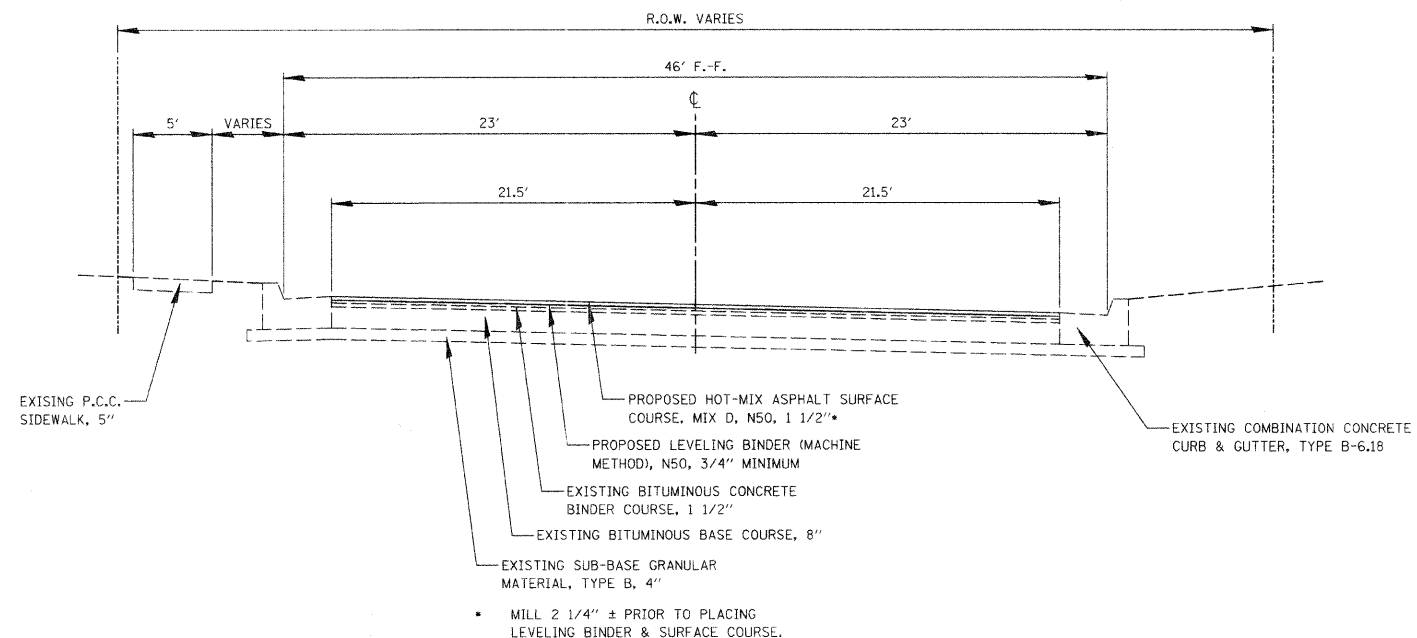 R.O.W. VARIES
46' F.-F.
℄
5'
VARIES
23'
23'
21.5'
21.5'
EXISING P.C.C.
SIDEWALK, 5"
PROPOSED HOT-MIX ASPHALT SURFACE
COURSE, MIX D, N50, 1 1/2"*
PROPOSED LEVELING BINDER (MACHINE
METHOD), N50, 3/4" MINIMUM
EXISTING BITUMINOUS CONCRETE
BINDER COURSE, 1 1/2"
EXISTING BITUMINOUS BASE COURSE, 8"
EXISTING SUB-BASE GRANULAR
MATERIAL, TYPE B, 4"
EXISTING COMBINATION CONCRETE
CURB & GUTTER, TYPE B-6.18
* MILL 2 1/4" ± PRIOR TO PLACING
LEVELING BINDER & SURFACE COURSE.